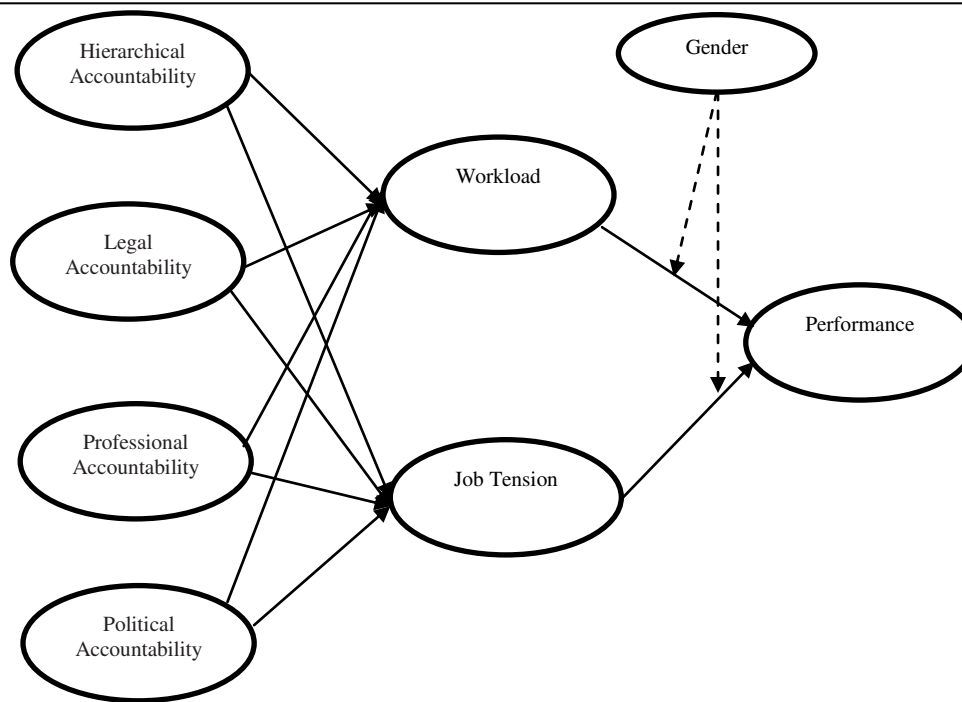 Hierarchical
Accountability
Gender
Workload
Legal
Accountability
Performance
Professional
Accountability
Job Tension
Political
Accountability